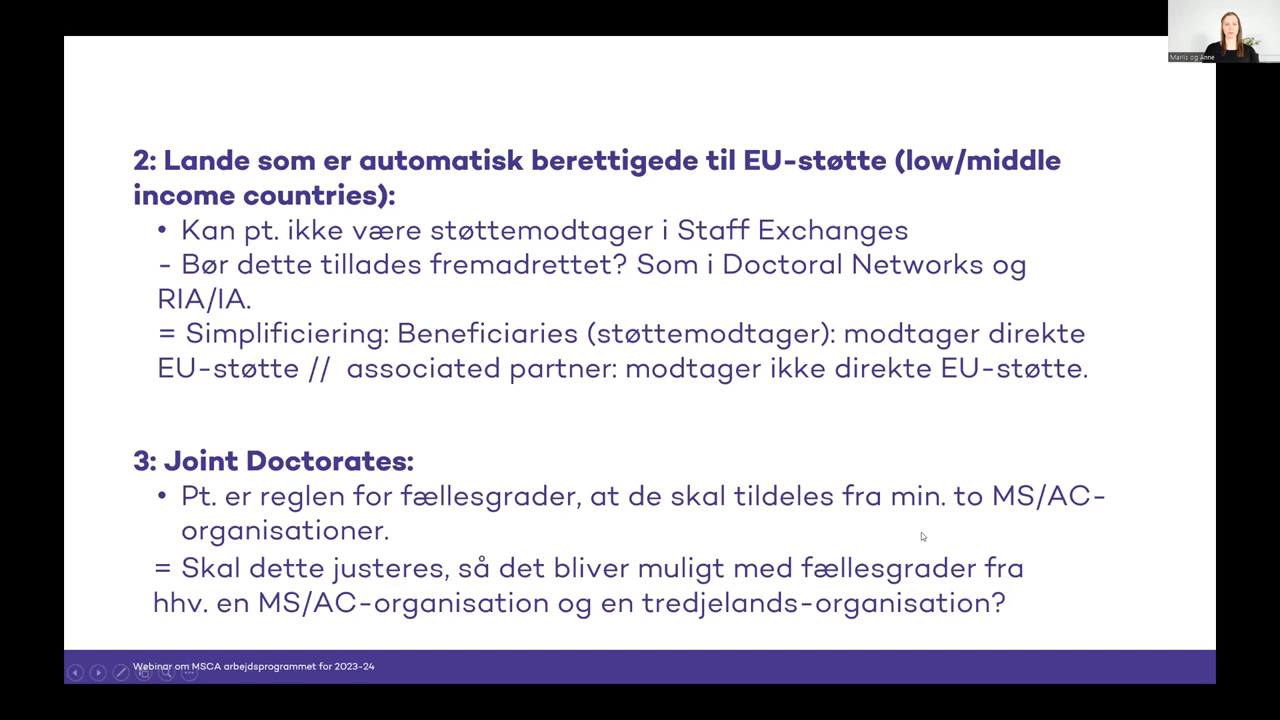 Marlis og Anne
2: Lande som er automatisk berettigede til EU-støtte (low/middle
income countries):
• Kan pt. ikke være støttemodtager i Staff Exchanges
- Bør dette tillades fremadrettet? Som i Doctoral Networks og
RIA/IA.
= Simplificiering: Beneficiaries (støttemodtager): modtager direkte
EU-støtte // associated partner: modtager ikke direkte EU-støtte.
3: Joint Doctorates:
• Pt. er reglen for fællesgrader, at de skal tildeles fra min. to MS/AC-
organisationer.
= Skal dette justeres, så det bliver muligt med fællesgrader fra
hhv. en MS/AC-organisation og en tredjelands-organisation?
Webinar om MSCA arbejdsprogrammet for 2023-24